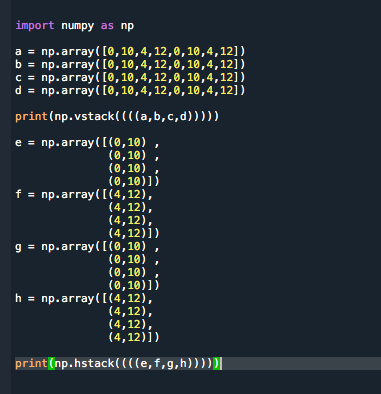 import numpy as np
a = np.array([0,10,4,12,0,10,4,12])
b = np.array([0,10,4,12,0,10,4,12])
c = np.array([0,10,4,12,0,10,4,12])
d = np.array([0,10,4,12,0,10,4,12])
print(np.vstack((((a,b,c,d)))))
e = np.array([(0,10) ,
(0,10) ,
(0,10) ,
(0,10)])
f = np.array([(4,12),
(4,12),
(4,12),
(4,12)])
g = np.array([(0,10) ,
(0,10) ,
(0,10) ,
(0,10)])
h = np.array([(4,12),
(4,12),
(4,12),
(4,12)])
print(np.hstack((((e,f,g,h)))))